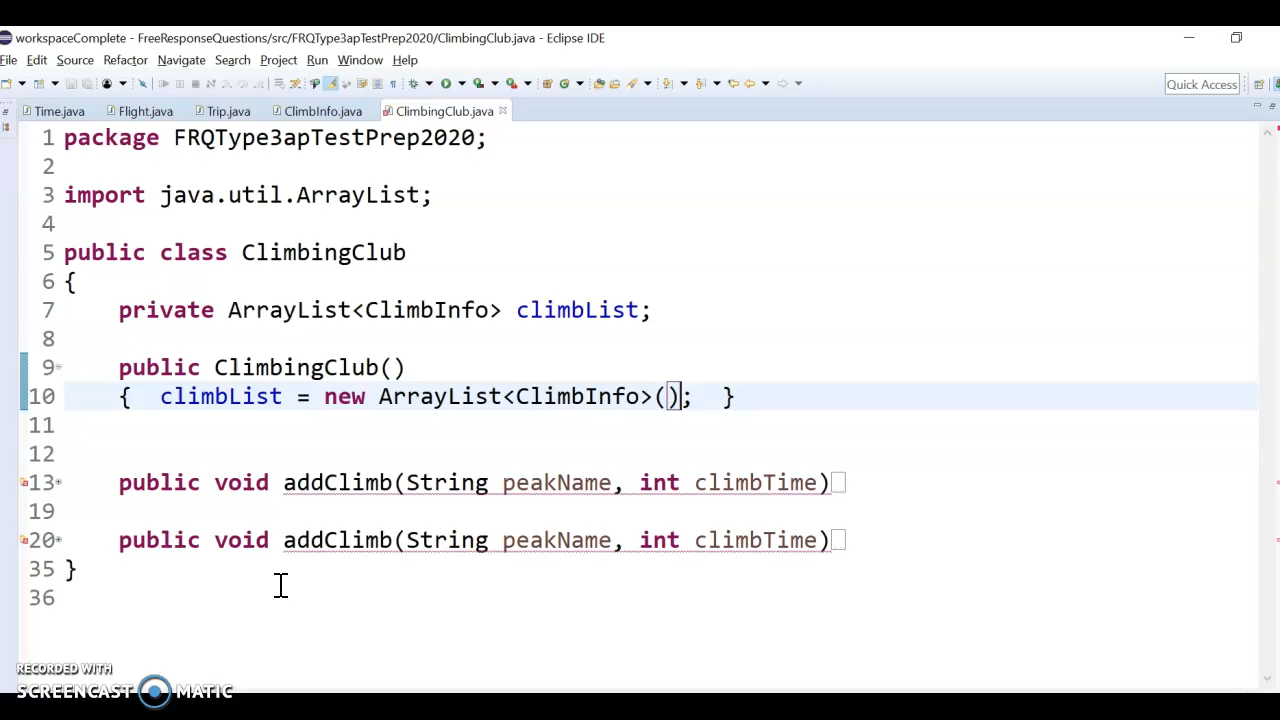 workspaceComplete - FreeResponseQuestions/src/FRQType3apTestPrep2020/ClimbingClub.java - Eclipse IDE
File Edit Source Refactor Navigate Search Project Run Window Help
Quick Access
Time.java Flight.java Trip.java ClimbInfo.java ClimbingClub.java
1 package FRQType3apTestPrep2020;
2
3 import java.util.ArrayList;
4
5 public class ClimbingClub
6 {
7 private ArrayList<ClimbInfo> climbList;
8
9 public ClimbingClub()
10 { climbList = new ArrayList<ClimbInfo>(); }
11
12
13 public void addClimb(String peakName, int climbTime)
19
20 public void addClimb(String peakName, int climbTime)
35 }
36
RECORDED WITH
SCREENCAST MATIC